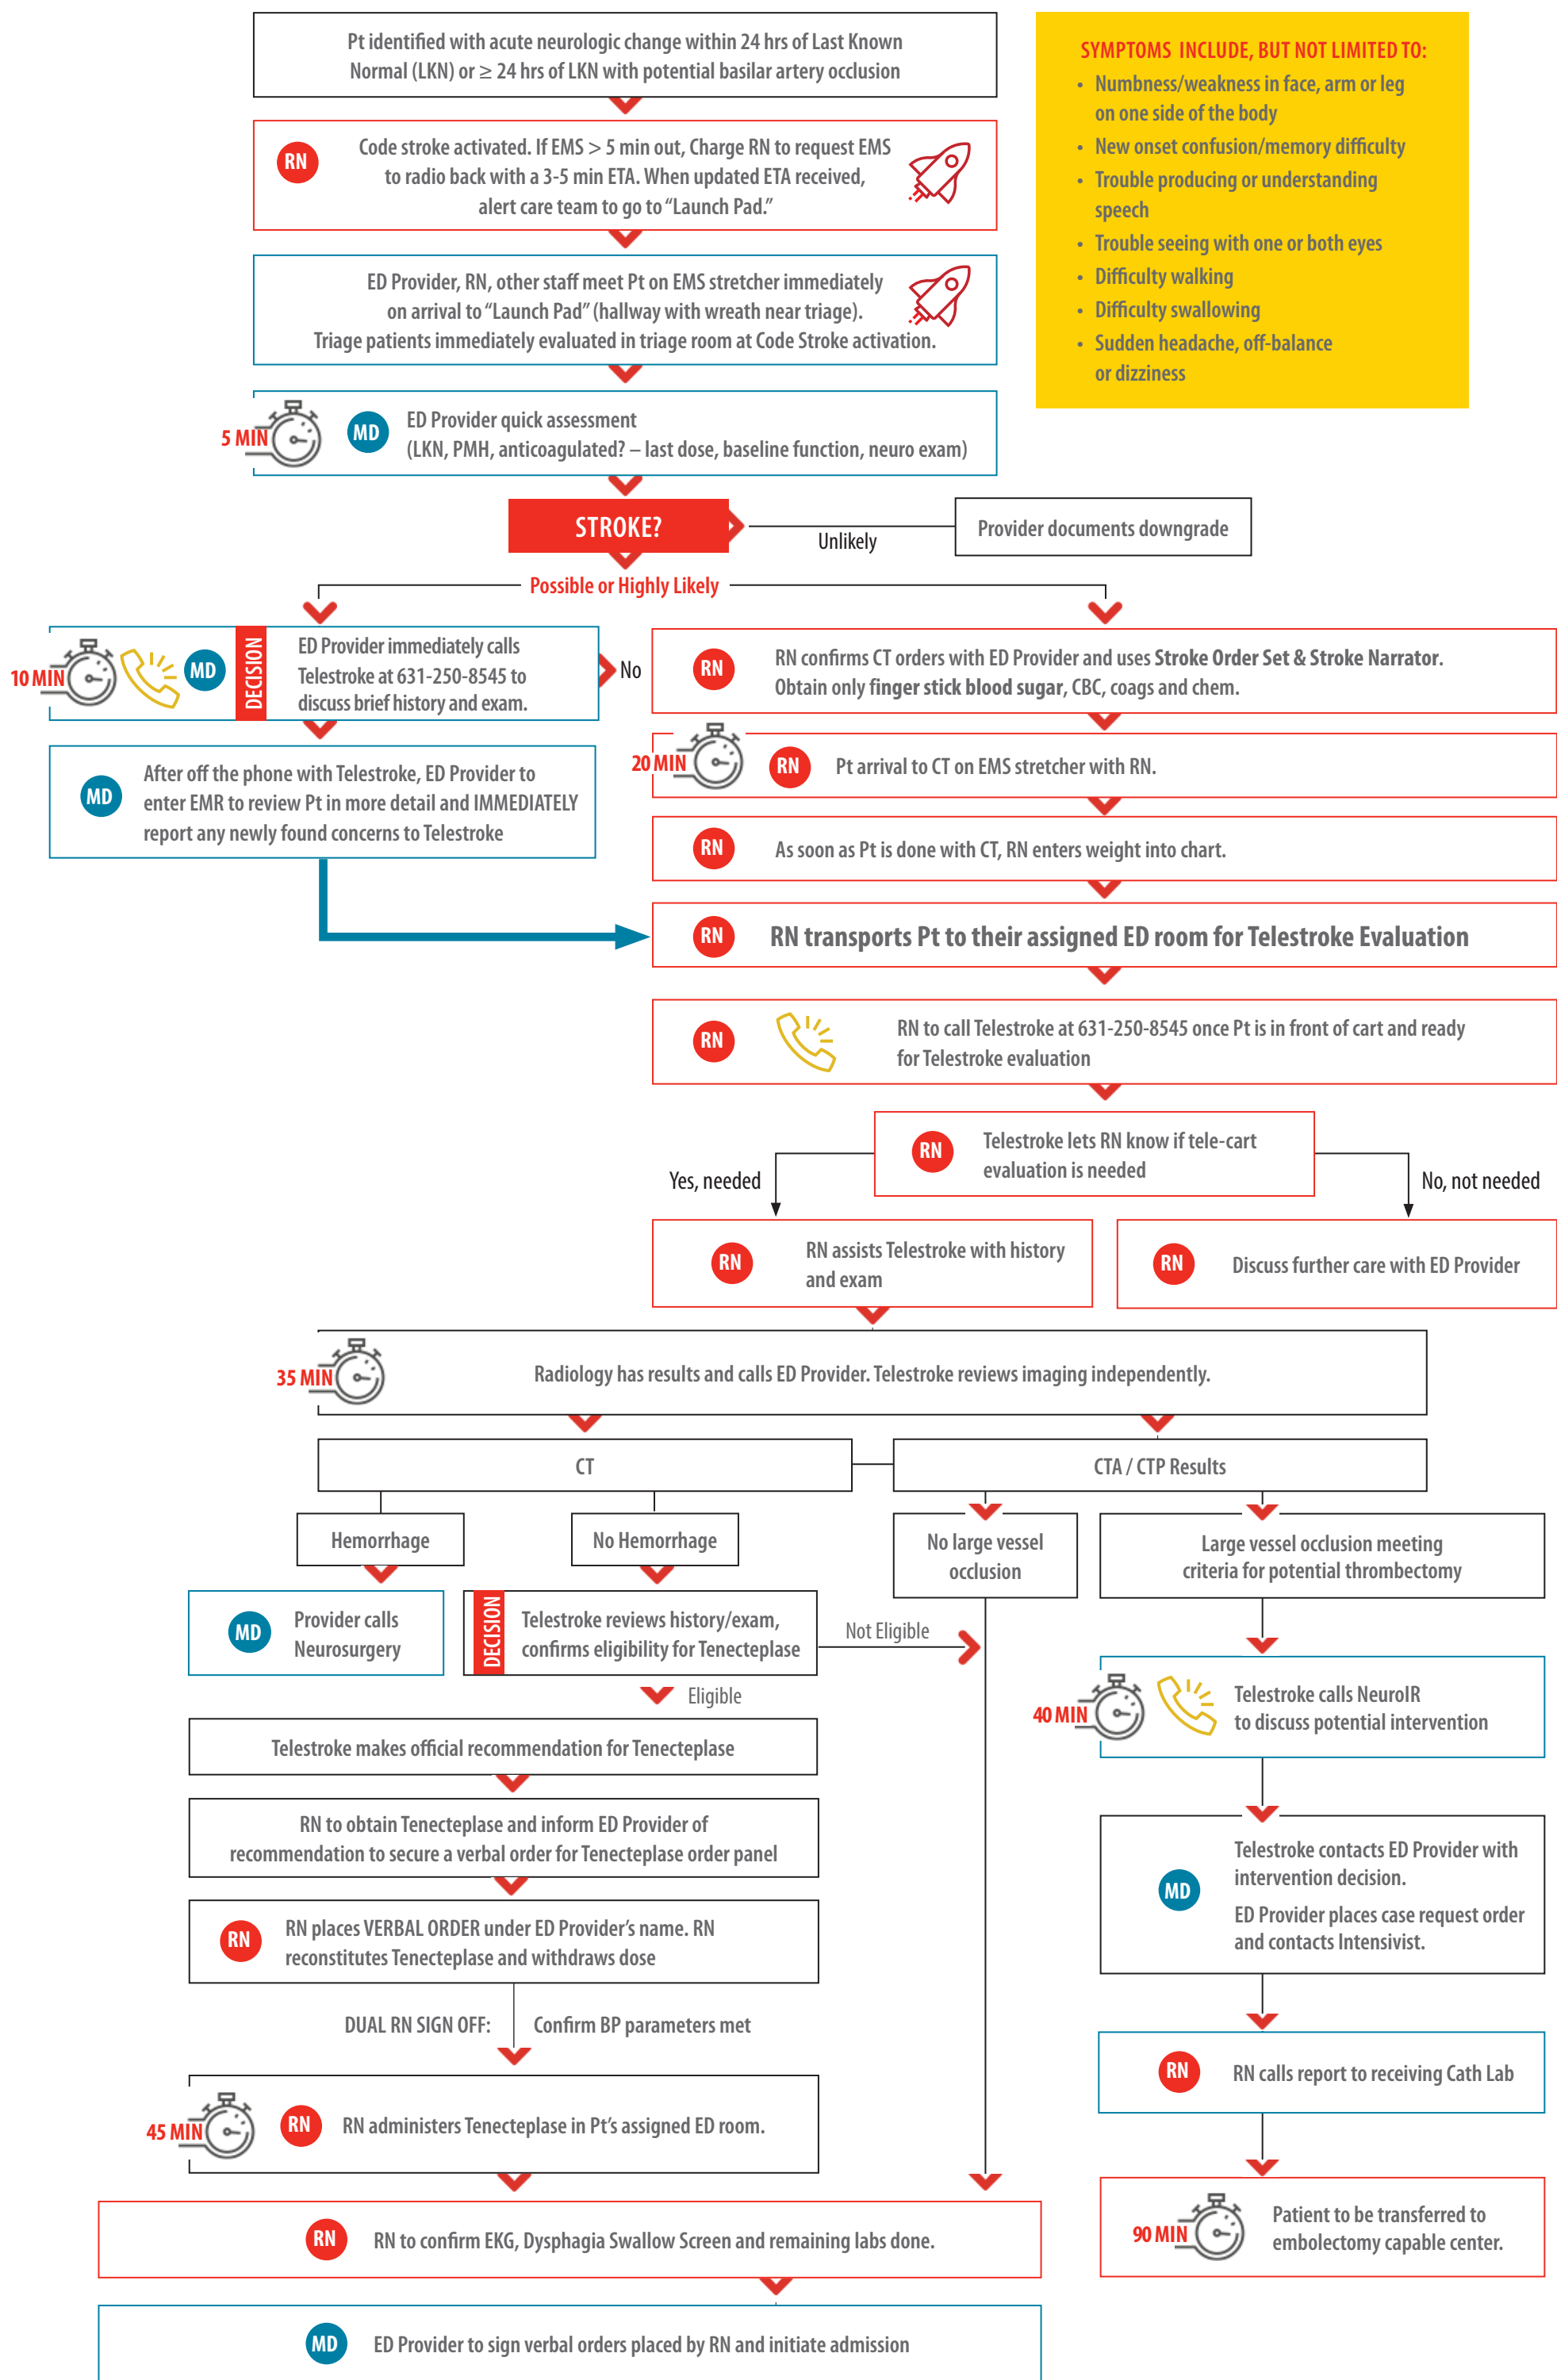 Pt identified with acute neurologic change within 24 hrs of Last Known
Normal (LKN) or ≥ 24 hrs of LKN with potential basilar artery occlusion
SYMPTOMS INCLUDE, BUT NOT LIMITED TO:
• Numbness/weakness in face, arm or leg
on one side of the body
• New onset confusion/memory difficulty
• Trouble producing or understanding
speech
• Trouble seeing with one or both eyes
• Difficulty walking
• Difficulty swallowing
• Sudden headache, off-balance
or dizziness
RN
Code stroke activated. If EMS > 5 min out, Charge RN to request EMS
to radio back with a 3-5 min ETA. When updated ETA received,
alert care team to go to “Launch Pad.”
ED Provider, RN, other staff meet Pt on EMS stretcher immediately
on arrival to “Launch Pad” (hallway with wreath near triage).
Triage patients immediately evaluated in triage room at Code Stroke activation.
5 MIN
MD
ED Provider quick assessment
(LKN, PMH, anticoagulated? – last dose, baseline function, neuro exam)
STROKE?
Unlikely
Provider documents downgrade
Possible or Highly Likely
10 MIN
MD
DECISION
ED Provider immediately calls
Telestroke at 631-250-8545 to
discuss brief history and exam.
No
MD
After off the phone with Telestroke, ED Provider to
enter EMR to review Pt in more detail and IMMEDIATELY
report any newly found concerns to Telestroke
RN
RN confirms CT orders with ED Provider and uses Stroke Order Set & Stroke Narrator.
Obtain only finger stick blood sugar, CBC, coags and chem.
20 MIN
RN
Pt arrival to CT on EMS stretcher with RN.
RN
As soon as Pt is done with CT, RN enters weight into chart.
RN
RN transports Pt to their assigned ED room for Telestroke Evaluation
RN
RN to call Telestroke at 631-250-8545 once Pt is in front of cart and ready
for Telestroke evaluation
RN
Telestroke lets RN know if tele-cart
evaluation is needed
Yes, needed
No, not needed
RN
RN assists Telestroke with history
and exam
RN
Discuss further care with ED Provider
35 MIN
Radiology has results and calls ED Provider. Telestroke reviews imaging independently.
CT
CTA / CTP Results
Hemorrhage
No Hemorrhage
No large vessel
occlusion
Large vessel occlusion meeting
criteria for potential thrombectomy
MD
Provider calls
Neurosurgery
DECISION
Telestroke reviews history/exam,
confirms eligibility for Tenecteplase
Not Eligible
Eligible
Telestroke makes official recommendation for Tenecteplase
RN to obtain Tenecteplase and inform ED Provider of
recommendation to secure a verbal order for Tenecteplase order panel
RN
RN places VERBAL ORDER under ED Provider’s name. RN
reconstitutes Tenecteplase and withdraws dose
DUAL RN SIGN OFF:
Confirm BP parameters met
45 MIN
RN
RN administers Tenecteplase in Pt’s assigned ED room.
40 MIN
Telestroke calls NeuroIR
to discuss potential intervention
MD
Telestroke contacts ED Provider with
intervention decision.
ED Provider places case request order
and contacts Intensivist.
RN
RN calls report to receiving Cath Lab
90 MIN
Patient to be transferred to
embolectomy capable center.
RN
RN to confirm EKG, Dysphagia Swallow Screen and remaining labs done.
MD
ED Provider to sign verbal orders placed by RN and initiate admission